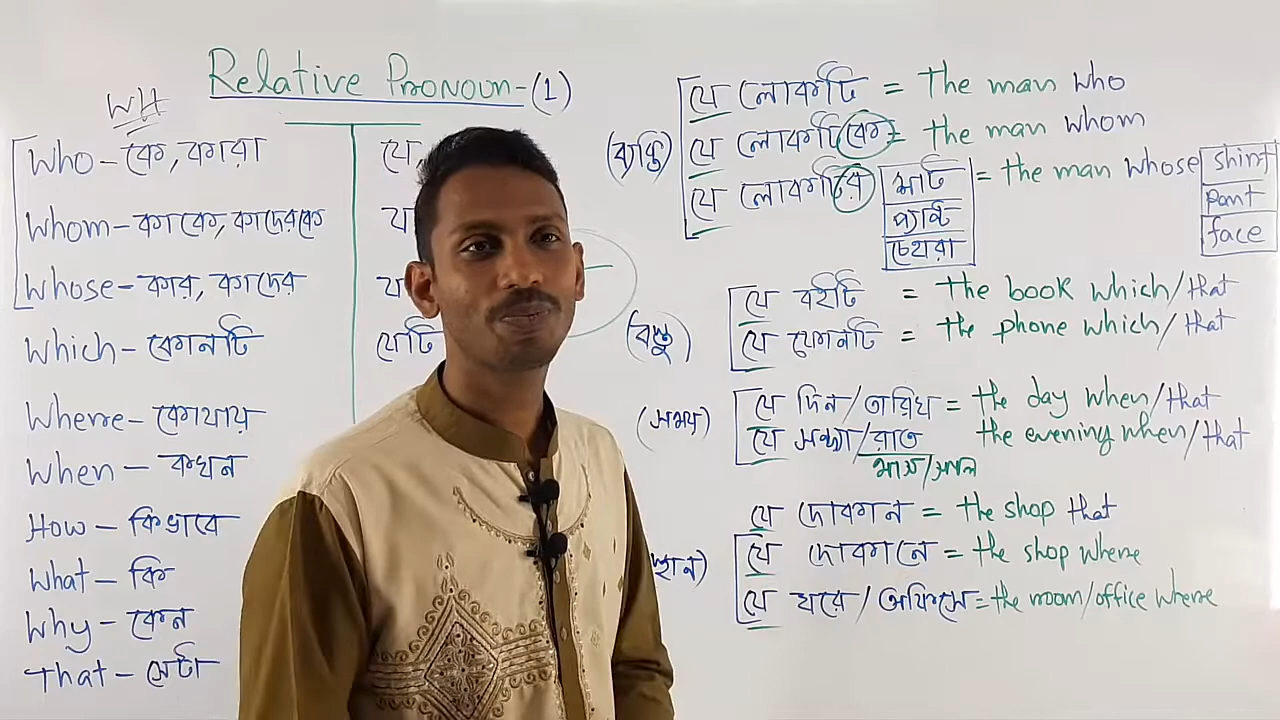 Relative Pronoun-(1)
WH
Who - কে, কারা
যে,
Whom - কাকে, কাদেরকে
যা
Whose - কার, কাদের
যা
Which - কোনটি
যেটি
Where - কোথায়
When - কখন
How - কিভাবে
What - কি
Why - কেন
That - সেটা
(ব্যক্তি)
যে লোকটি = The man who
যে লোকটিকে = the man whom
যে লোকটির
শার্ট
প্যান্ট
চেহারা
= the man whose
shirt
pant
face
(বস্তু)
যে বইটি = the book which/that
যে ফোনটি = the phone which/that
(সময়)
যে দিন/তারিখ = the day when/that
যে সন্ধ্যা/রাতে the evening when/that
মাস/সাল
যে দোকান = the shop that
স্থান)
যে দোকানে = the shop where
যে ঘরে/অফিসে = the room/office where